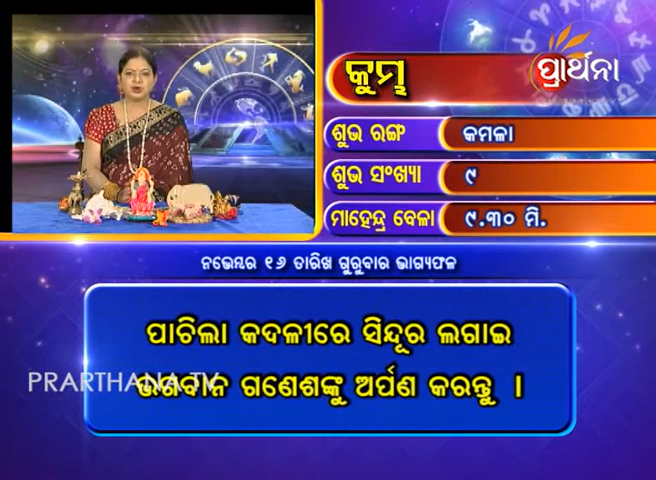 କୁମ୍ଭ
ପ୍ରାର୍ଥନା
ଶୁଭ ରଙ୍ଗ କମଳା
ଶୁଭ ସଂଖ୍ୟା ୯
ମାହେନ୍ଦ୍ର ବେଳା ୯.୩୦ ମି.
ନଭେମ୍ବର ୧୬ ତାରିଖ ଗୁରୁବାର ଭାଗ୍ୟଫଳ
ପାଚିଲା କଦଳୀରେ ସିନ୍ଦୂର ଲଗାଇ
PRARTHANA TV
ଭଗବାନ ଗଣେଶଙ୍କୁ ଅର୍ପଣ କରନ୍ତୁ ।